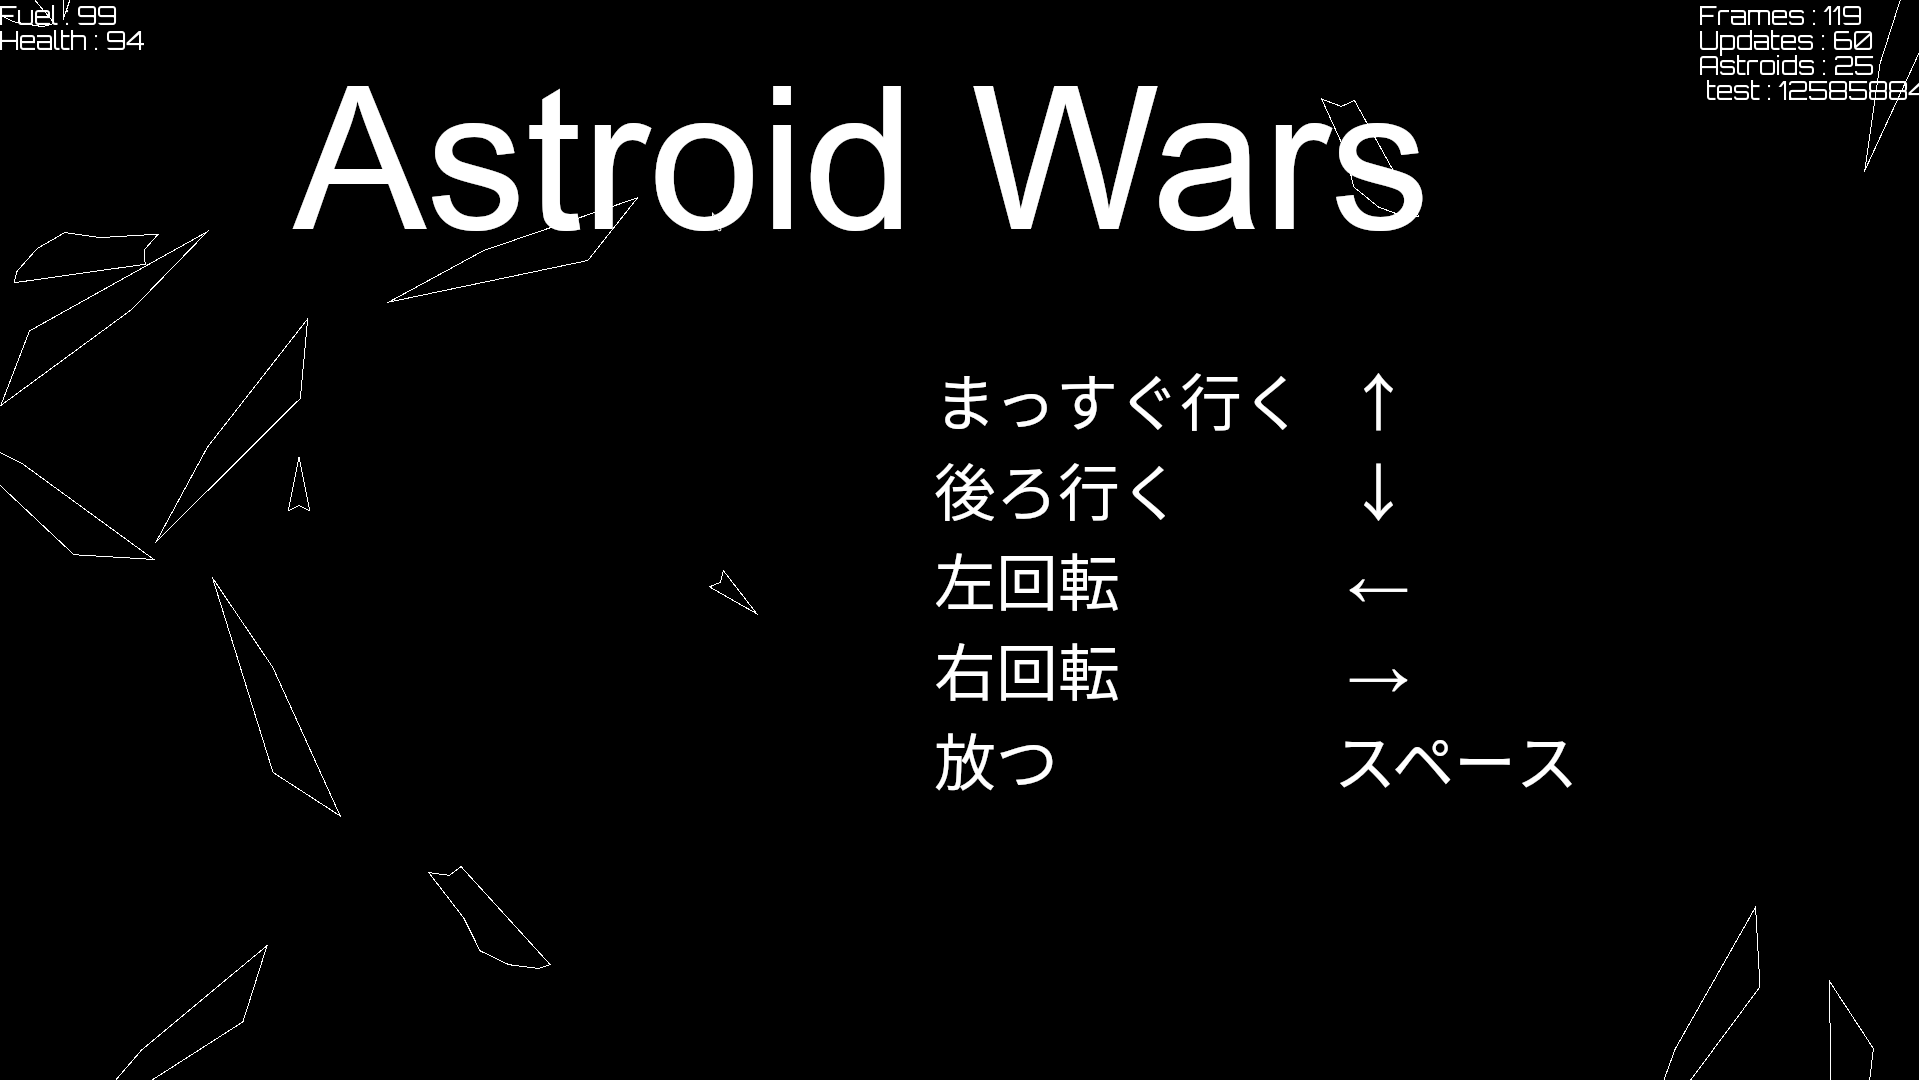 Fuel : 99
Health : 94
Frames : 119
Updates : 60
Astroids : 25
test : 12585884
Astroid Wars
まっすぐ行く ↑
後ろ行く ↓
左回転 ←
右回転 →
放つ スペース